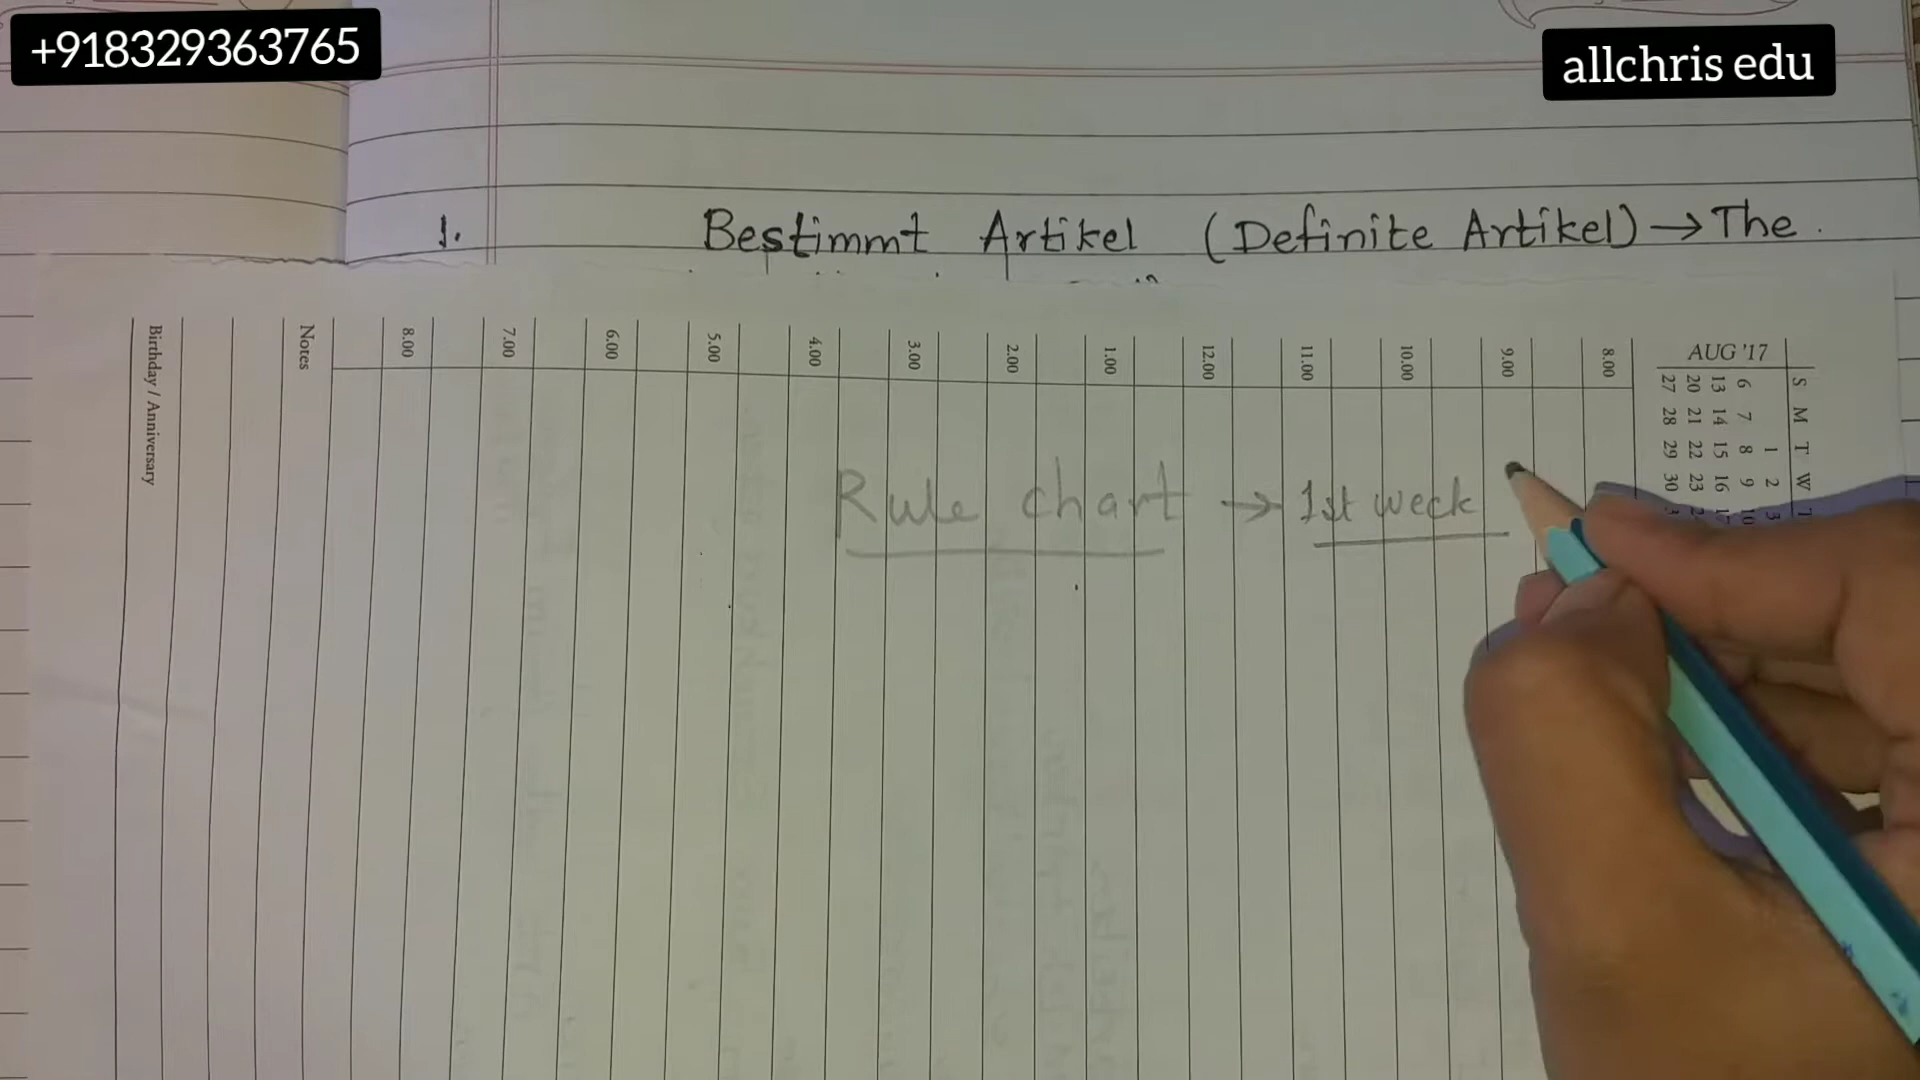 +918329363765
allchris edu
1. Bestimmt Artikel (Definite Artikel) → The.
AUG '17
S M T W T
1 2 3
6 7 8 9 10
13 14 15 16 17
20 21 22 23
27 28 29 30
8.00
9.00
10.00
11.00
12.00
1.00
2.00
3.00
4.00
5.00
6.00
7.00
8.00
Notes
Birthday / Anniversary
Rule chart → 1st week